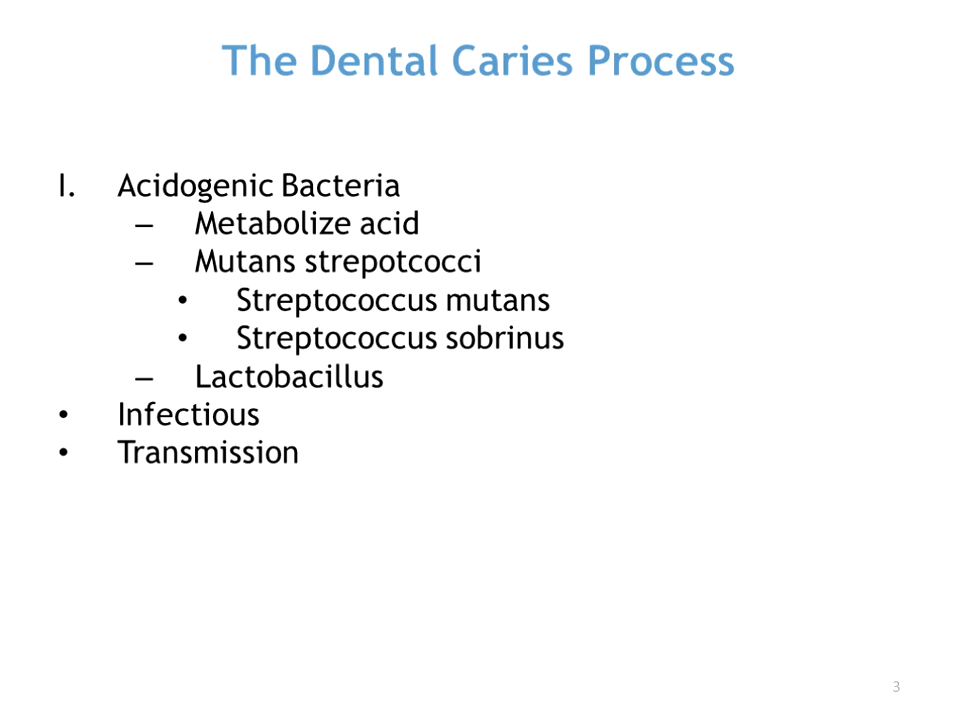 The Dental Caries Process
I. Acidogenic Bacteria
– Metabolize acid
– Mutans strepotcocci
• Streptococcus mutans
• Streptococcus sobrinus
– Lactobacillus
• Infectious
• Transmission
3